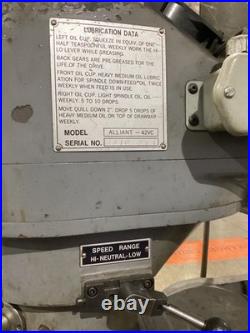 LUBRICATION DATA
LEFT OIL CUP, SQUEEZE IN EQUIV. OF ONE-
HALF TEASPOONFUL WEEKLY. WORK THE HI-
LO LEVER WHILE GREASING.
BACK GEARS ARE PRE-GREASED FOR THE
LIFE OF THE DRIVE.
FRONT OIL CUP, HEAVY MEDIUM OIL, LUBRIC-
ATION FOR SPINDLE DOWN-FEED OIL, TWICE
WEEKLY WHEN FEED IS IN USE.
RIGHT OIL CUP, LIGHT SPINDLE OIL, OIL
WEEKLY, 5 TO 10 DROPS.
MOVE QUILL DOWN 2", DROP 5 DROPS OF
HEAVY MEDIUM OIL ON TOP OF DRAWBAR
WEEKLY.
MODEL ALLIANT - 42VC
SERIAL NO.
SPEED RANGE
HI-NEUTRAL-LOW